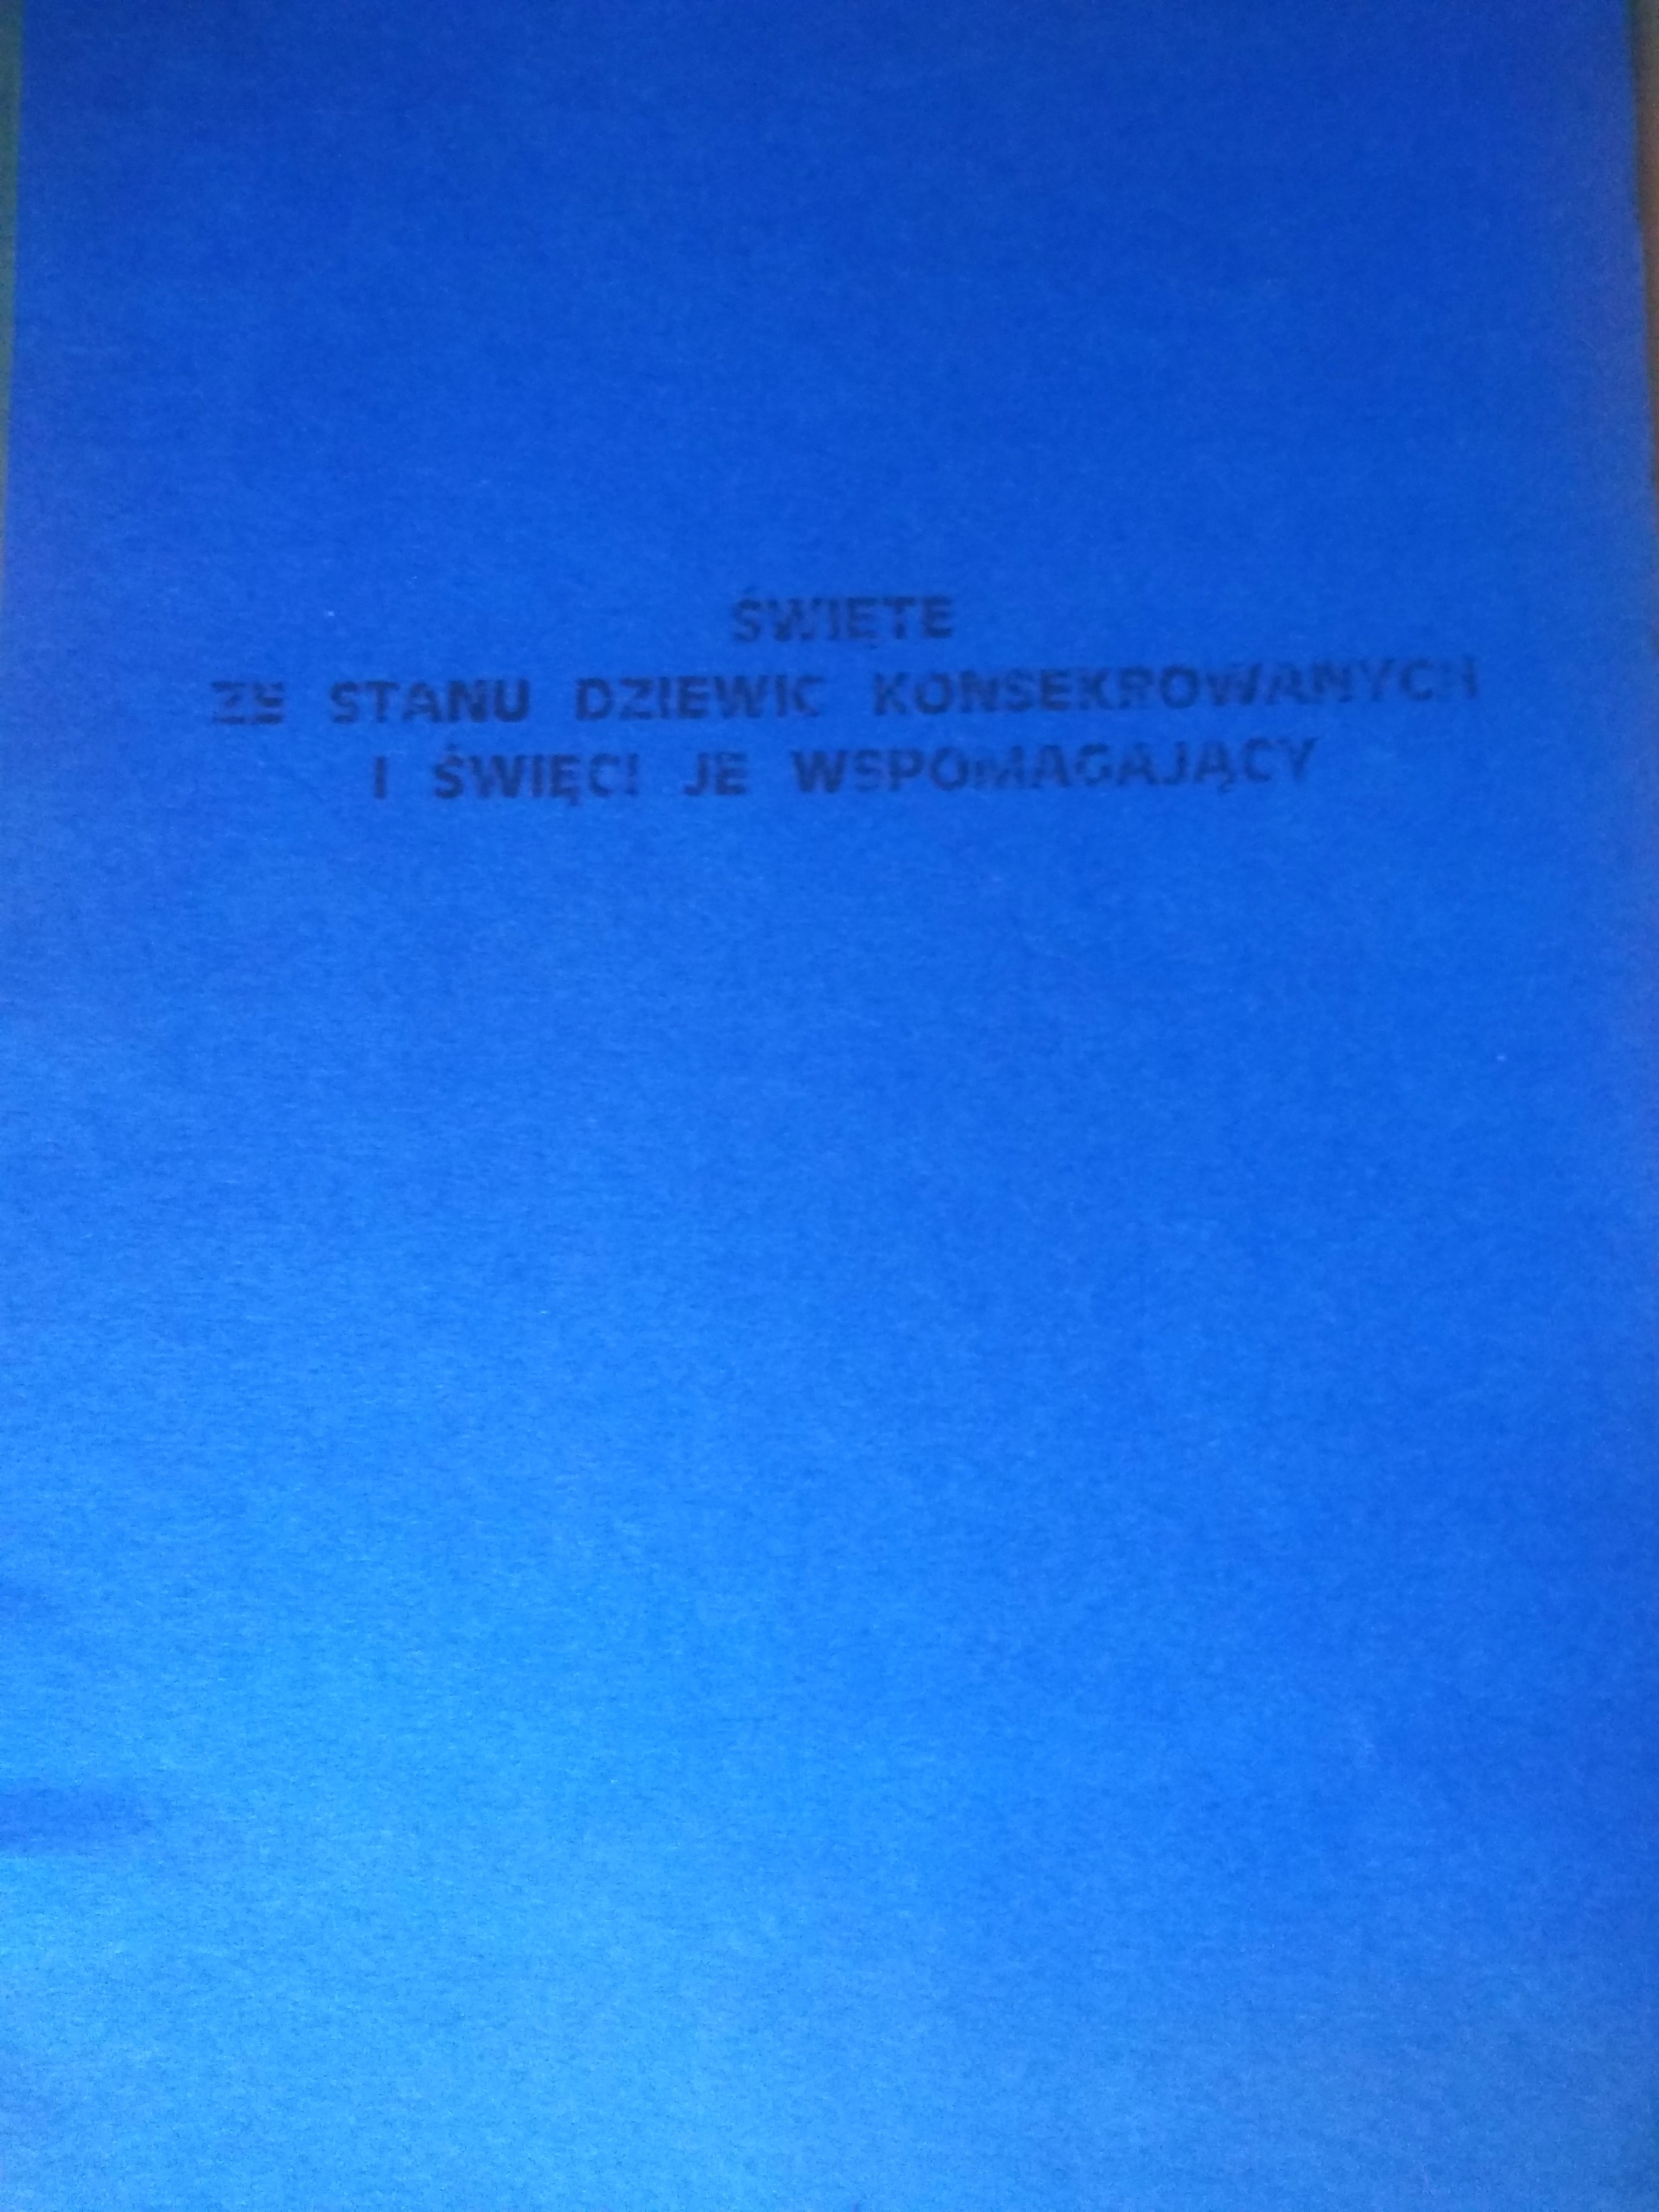 ŚWIĘTE
ZE STANU DZIEWIC KONSEKROWANYCH
I ŚWIĘCI JE WSPOMAGAJĄCY